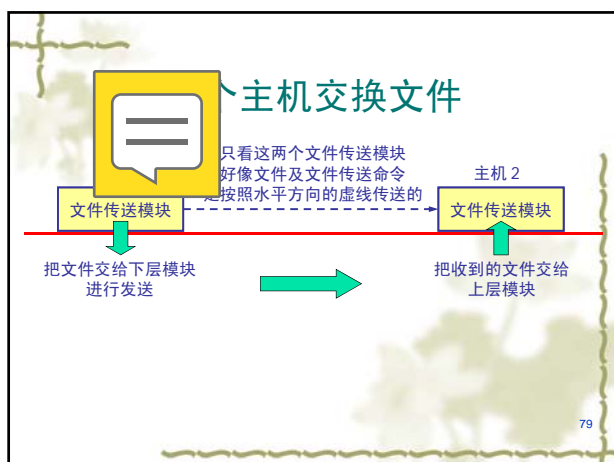 主机交换文件
只看这两个文件传送模块
好像文件及文件传送命令
按照水平方向的虚线传送的
主机 2
文件传送模块
文件传送模块
把文件交给下层模块
进行发送
把收到的文件交给
上层模块
79